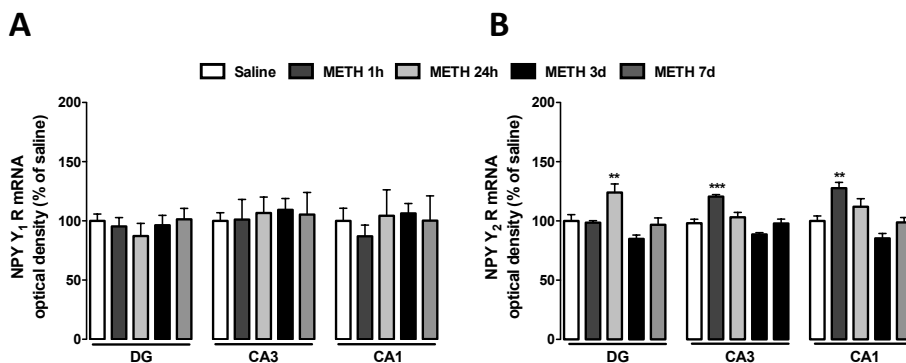 A
B
Saline METH 1h METH 24h METH 3d METH 7d
NPY Y1 R mRNA
optical density (% of saline)
200
150
100
50
0
DG CA3 CA1
NPY Y2 R mRNA
optical density (% of saline)
200
150
100
50
0
** *** **
DG CA3 CA1